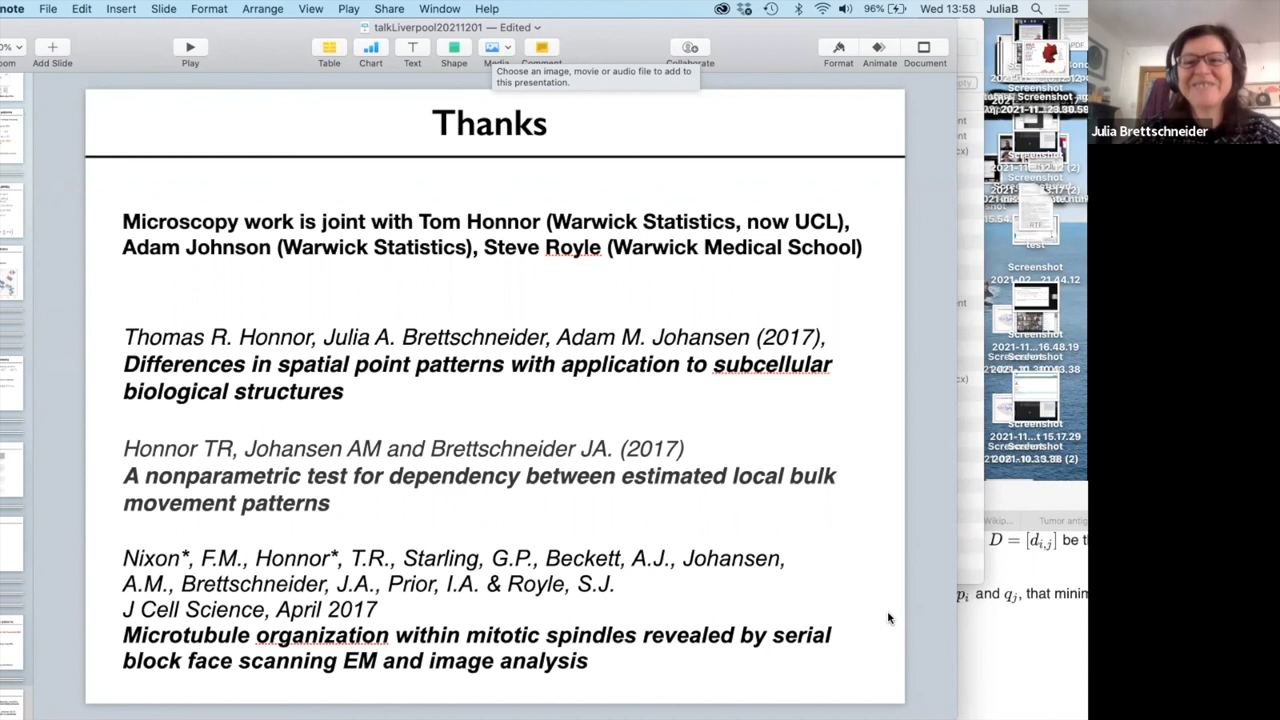 note File Edit Insert Slide Format Arrange View Play Share Window Help 96% Wed 13:58 JuliaB
talkLiverpool20211201 — Edited
Add Slide Play Table Chart Text Shape Media Comment Collaborate Format Animate Document
Choose an image, movie or audio file to add to
this presentation.
Thanks
Microscopy work is joint with Tom Honnor (Warwick Statistics, now UCL),
Adam Johnson (Warwick Statistics), Steve Royle (Warwick Medical School)
Thomas R. Honnor, Julia A. Brettschneider, Adam M. Johansen (2017),
Differences in spatial point patterns with application to subcellular
biological structures
Honnor TR, Johansen AM and Brettschneider JA. (2017)
A nonparametric test for dependency between estimated local bulk
movement patterns
Nixon*, F.M., Honnor*, T.R., Starling, G.P., Beckett, A.J., Johansen,
A.M., Brettschneider, J.A., Prior, I.A. & Royle, S.J.
J Cell Science, April 2017
Microtubule organization within mitotic spindles revealed by serial
block face scanning EM and image analysis
Julia Brettschneider
Screenshot
test
Screenshot
2021-02...21.44.12
Screenshot
2021-11...16.48.19
Screenshot
2021-11...t 15.17.29
Wikip... Tumor antig
D = [d_{i,j}] be t
p_i and q_j, that minim